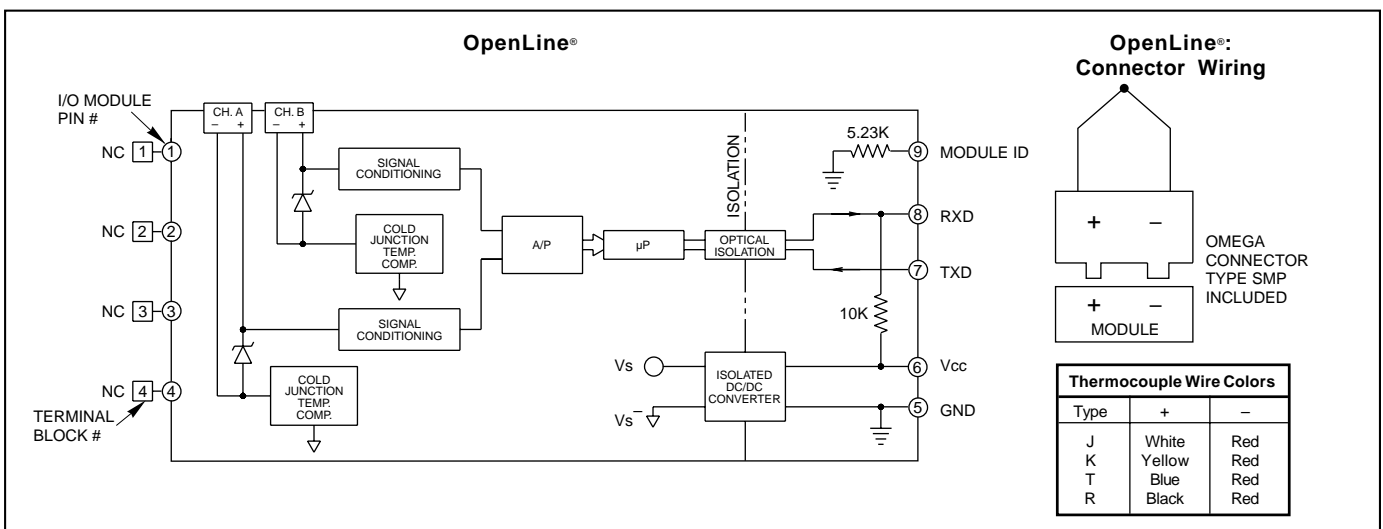 OpenLine®
OpenLine®:
Connector Wiring
I/O MODULE
PIN #
CH. A
– +
CH. B
– +
NC 1 1
NC 2 2
NC 3 3
NC 4 4
TERMINAL
BLOCK #
SIGNAL
CONDITIONING
COLD
JUNCTION
TEMP.
COMP.
SIGNAL
CONDITIONING
COLD
JUNCTION
TEMP.
COMP.
A/P
µP
ISOLATION
OPTICAL
ISOLATION
5.23K
9 MODULE ID
8 RXD
7 TXD
10K
Vs
Vs –
ISOLATED
DC/DC
CONVERTER
6 Vcc
5 GND
+ –
OMEGA
CONNECTOR
TYPE SMP
INCLUDED
+ –
MODULE
Thermocouple Wire Colors
Type + –
J White Red
K Yellow Red
T Blue Red
R Black Red